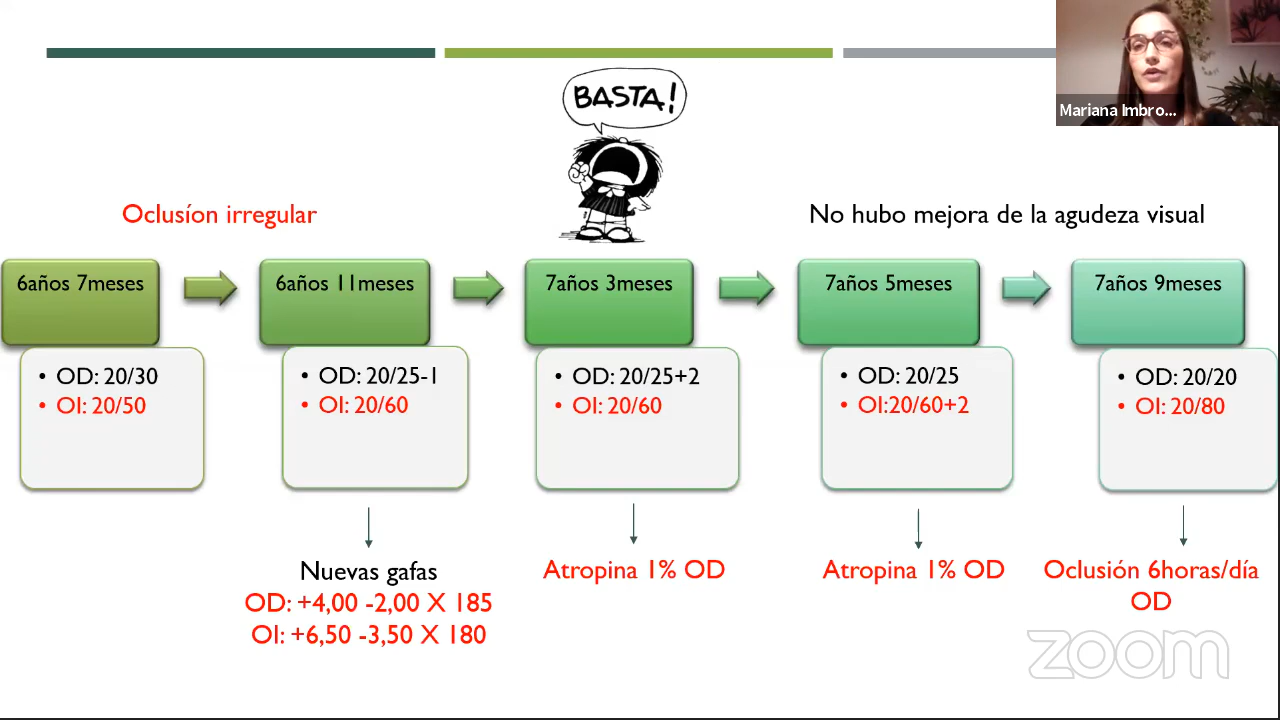 BASTA!
Mariana Imbro...
Oclusíon irregular
No hubo mejora de la agudeza visual
6años 7meses
6años 11meses
7años 3meses
7años 5meses
7años 9meses
• OD: 20/30
• OI: 20/50
• OD: 20/25-1
• OI: 20/60
• OD: 20/25+2
• OI: 20/60
• OD: 20/25
• OI:20/60+2
• OD: 20/20
• OI: 20/80
Nuevas gafas
OD: +4,00 -2,00 X 185
OI: +6,50 -3,50 X 180
Atropina 1% OD
Atropina 1% OD
Oclusión 6horas/día
OD
zoom